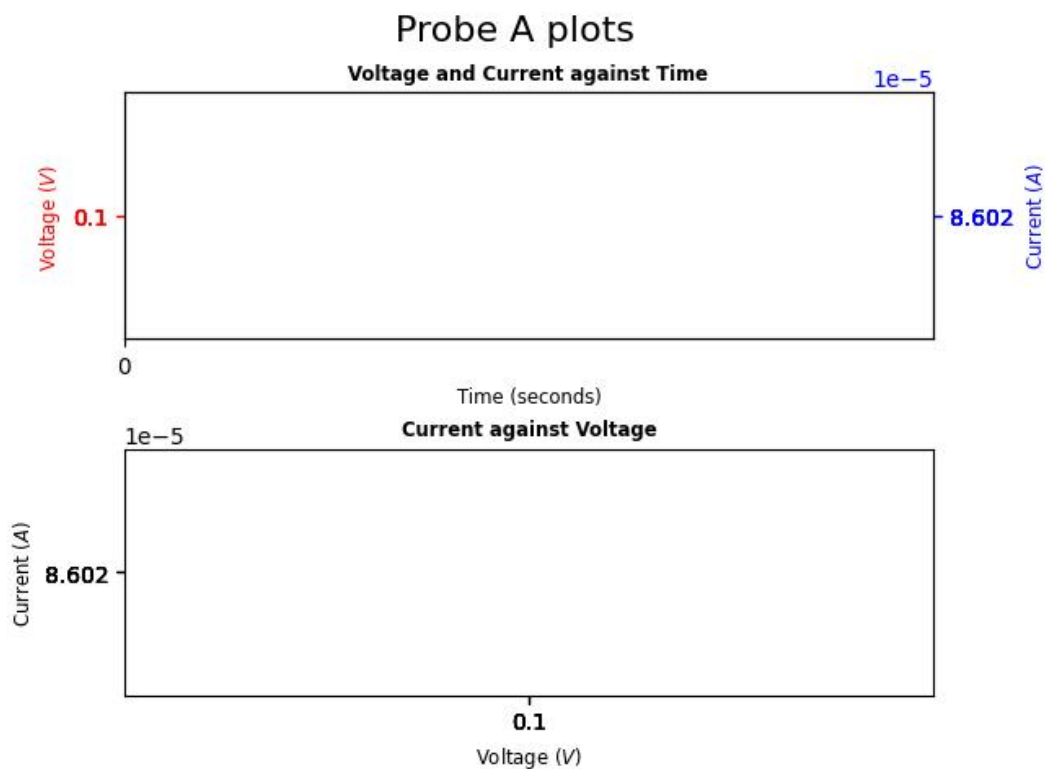 Probe A plots
Voltage and Current against Time
1e−5
Voltage (V)
0.1
8.602
Current (A)
0
Time (seconds)
Current against Voltage
1e−5
Current (A)
8.602
0.1
Voltage (V)